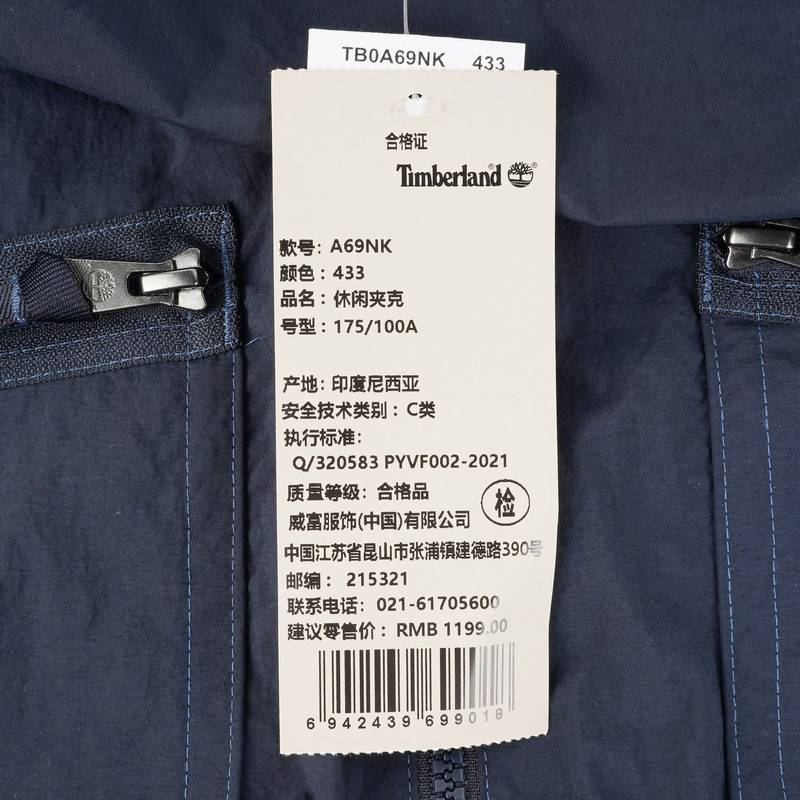 TB0A69NK 433
合格证
Timberland
款号: A69NK
颜色: 433
品名: 休闲夹克
号型: 175/100A
产地: 印度尼西亚
安全技术类别: C类
执行标准:
Q/320583 PYVF002-2021
质量等级: 合格品
检
威富服饰(中国)有限公司
中国江苏省昆山市张浦镇建德路390号
邮编: 215321
联系电话: 021-61705600
建议零售价: RMB 1199.00
6 942439 699018